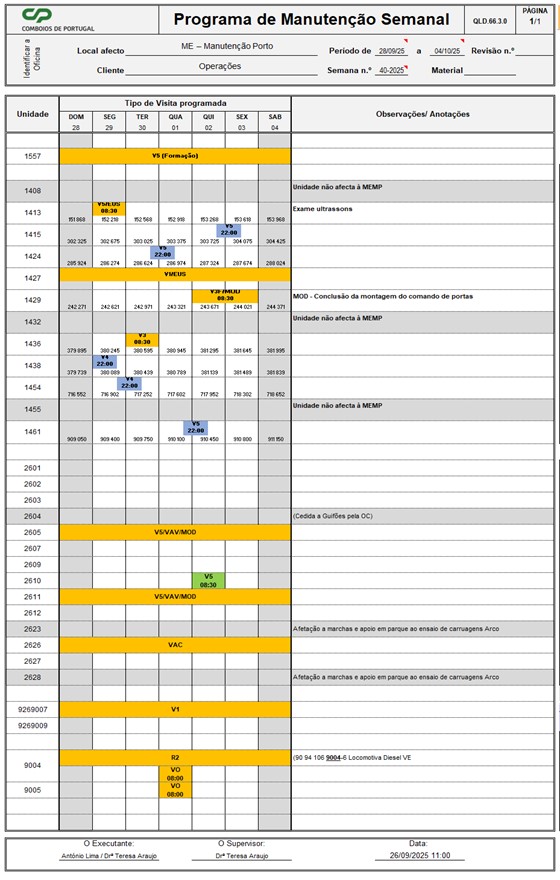 CP
COMBOIOS DE PORTUGAL
Programa de Manutenção Semanal
QLD.66.3.0
PÁGINA
1/1
Identificar a Oficina
Local afecto ME – Manutenção Porto Período de 28/09/25 a 04/10/25 Revisão n.º
Cliente Operações Semana n.º 40-2025 Material
Unidade Tipo de Visita programada Observações/ Anotações
DOM SEG TER QUA QUI SEX SAB
28 29 30 01 02 03 04
1557 V5 (Formação)
1408 Unidade não afecta à MEMP
1413 V5/EUS 08:30 Exame ultrassons
151 868 152 218 152 568 152 918 153 268 153 618 153 968
1415 V5 22:00
302 325 302 675 303 025 303 375 303 725 304 075 304 425
1424 V5 22:00
285 924 286 274 286 624 286 974 287 324 287 674 288 024
1427 V1/EUS
1429 08:30 MOD - Conclusão da montagem do comando de portas
242 271 242 621 242 971 243 321 243 671 244 021 244 371
1432 Unidade não afecta à MEMP
1436 V3 08:30
379 895 380 245 380 595 380 945 381 295 381 645 381 995
1438 V4 22:00
379 739 380 089 380 439 380 789 381 139 381 489 381 839
1454 V4 22:00
716 552 716 902 717 252 717 602 717 952 718 302 718 652
1455 Unidade não afecta à MEMP
1461 V5 22:00
909 050 909 400 909 750 910 100 910 450 910 800 911 150
2601
2602
2603
2604 (Cedida a Guifões pela OC)
2605 V5/VAV/MOD
2607
2609
2610 V5 08:30
2611 V5/VAV/MOD
2612
2623 Afetação a marchas e apoio em parque ao ensaio de carruagens Arco
2626 VAC
2627
2628 Afetação a marchas e apoio em parque ao ensaio de carruagens Arco
9269007 V1
9269009
9004 R2 (90 94 106 9004-6 Locomotiva Diesel VE
VO 08:00
9005 VO 08:00
O Executante: O Supervisor: Data:
António Lima / Drª Teresa Araujo Drª Teresa Araujo 26/09/2025 11:00